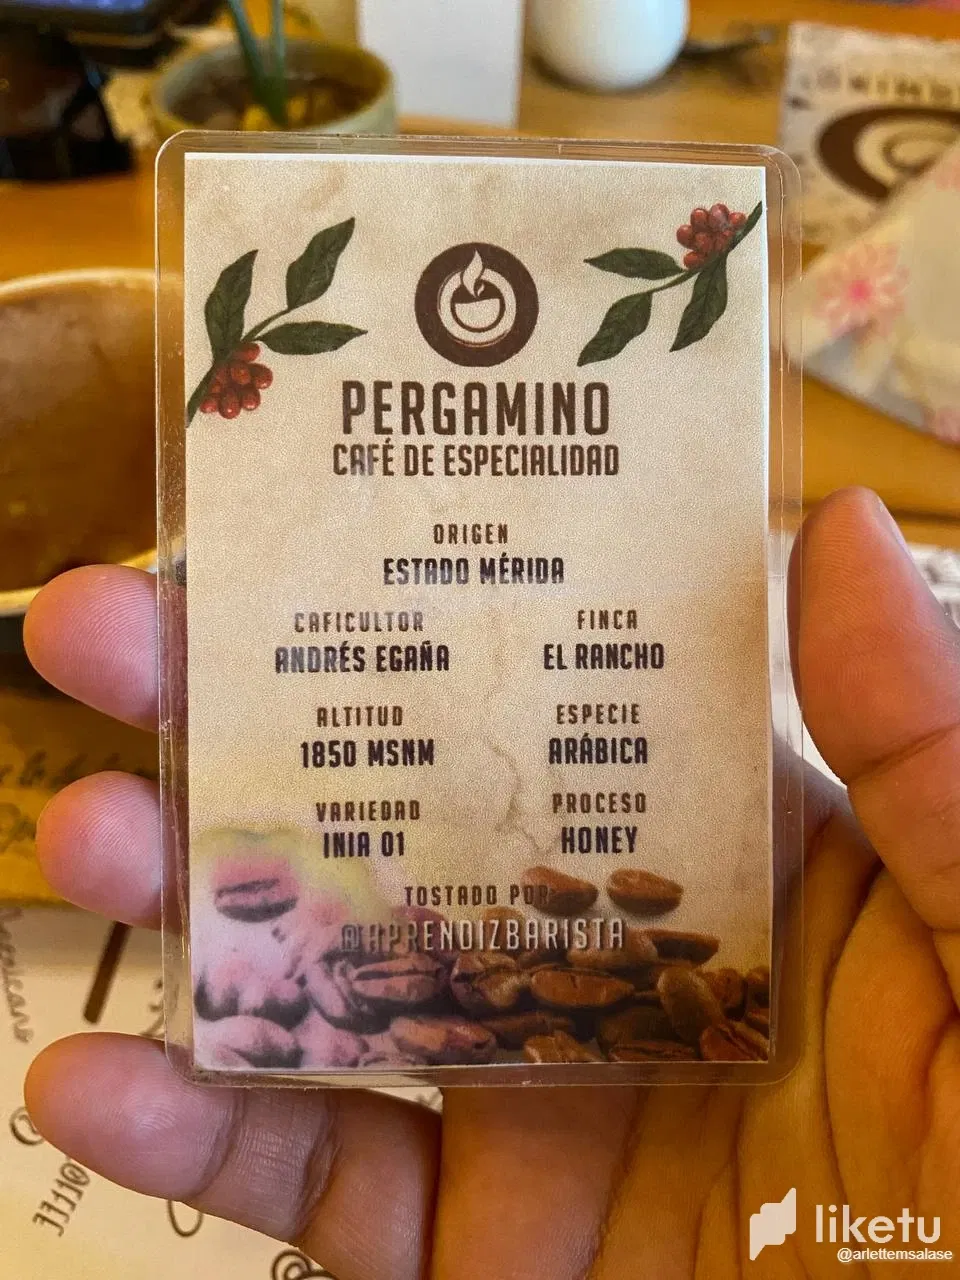 PERGAMINO
CAFÉ DE ESPECIALIDAD
ORIGEN
ESTADO MÉRIDA
CAFICULTOR
ANDRÉS EGAÑA
FINCA
EL RANCHO
ALTITUD
1850 MSNM
ESPECIE
ARÁBICA
VARIEDAD
INIA 01
PROCESO
HONEY
TOSTADO POR
@APRENDIZBARISTA
liketu
@arlettemsalase